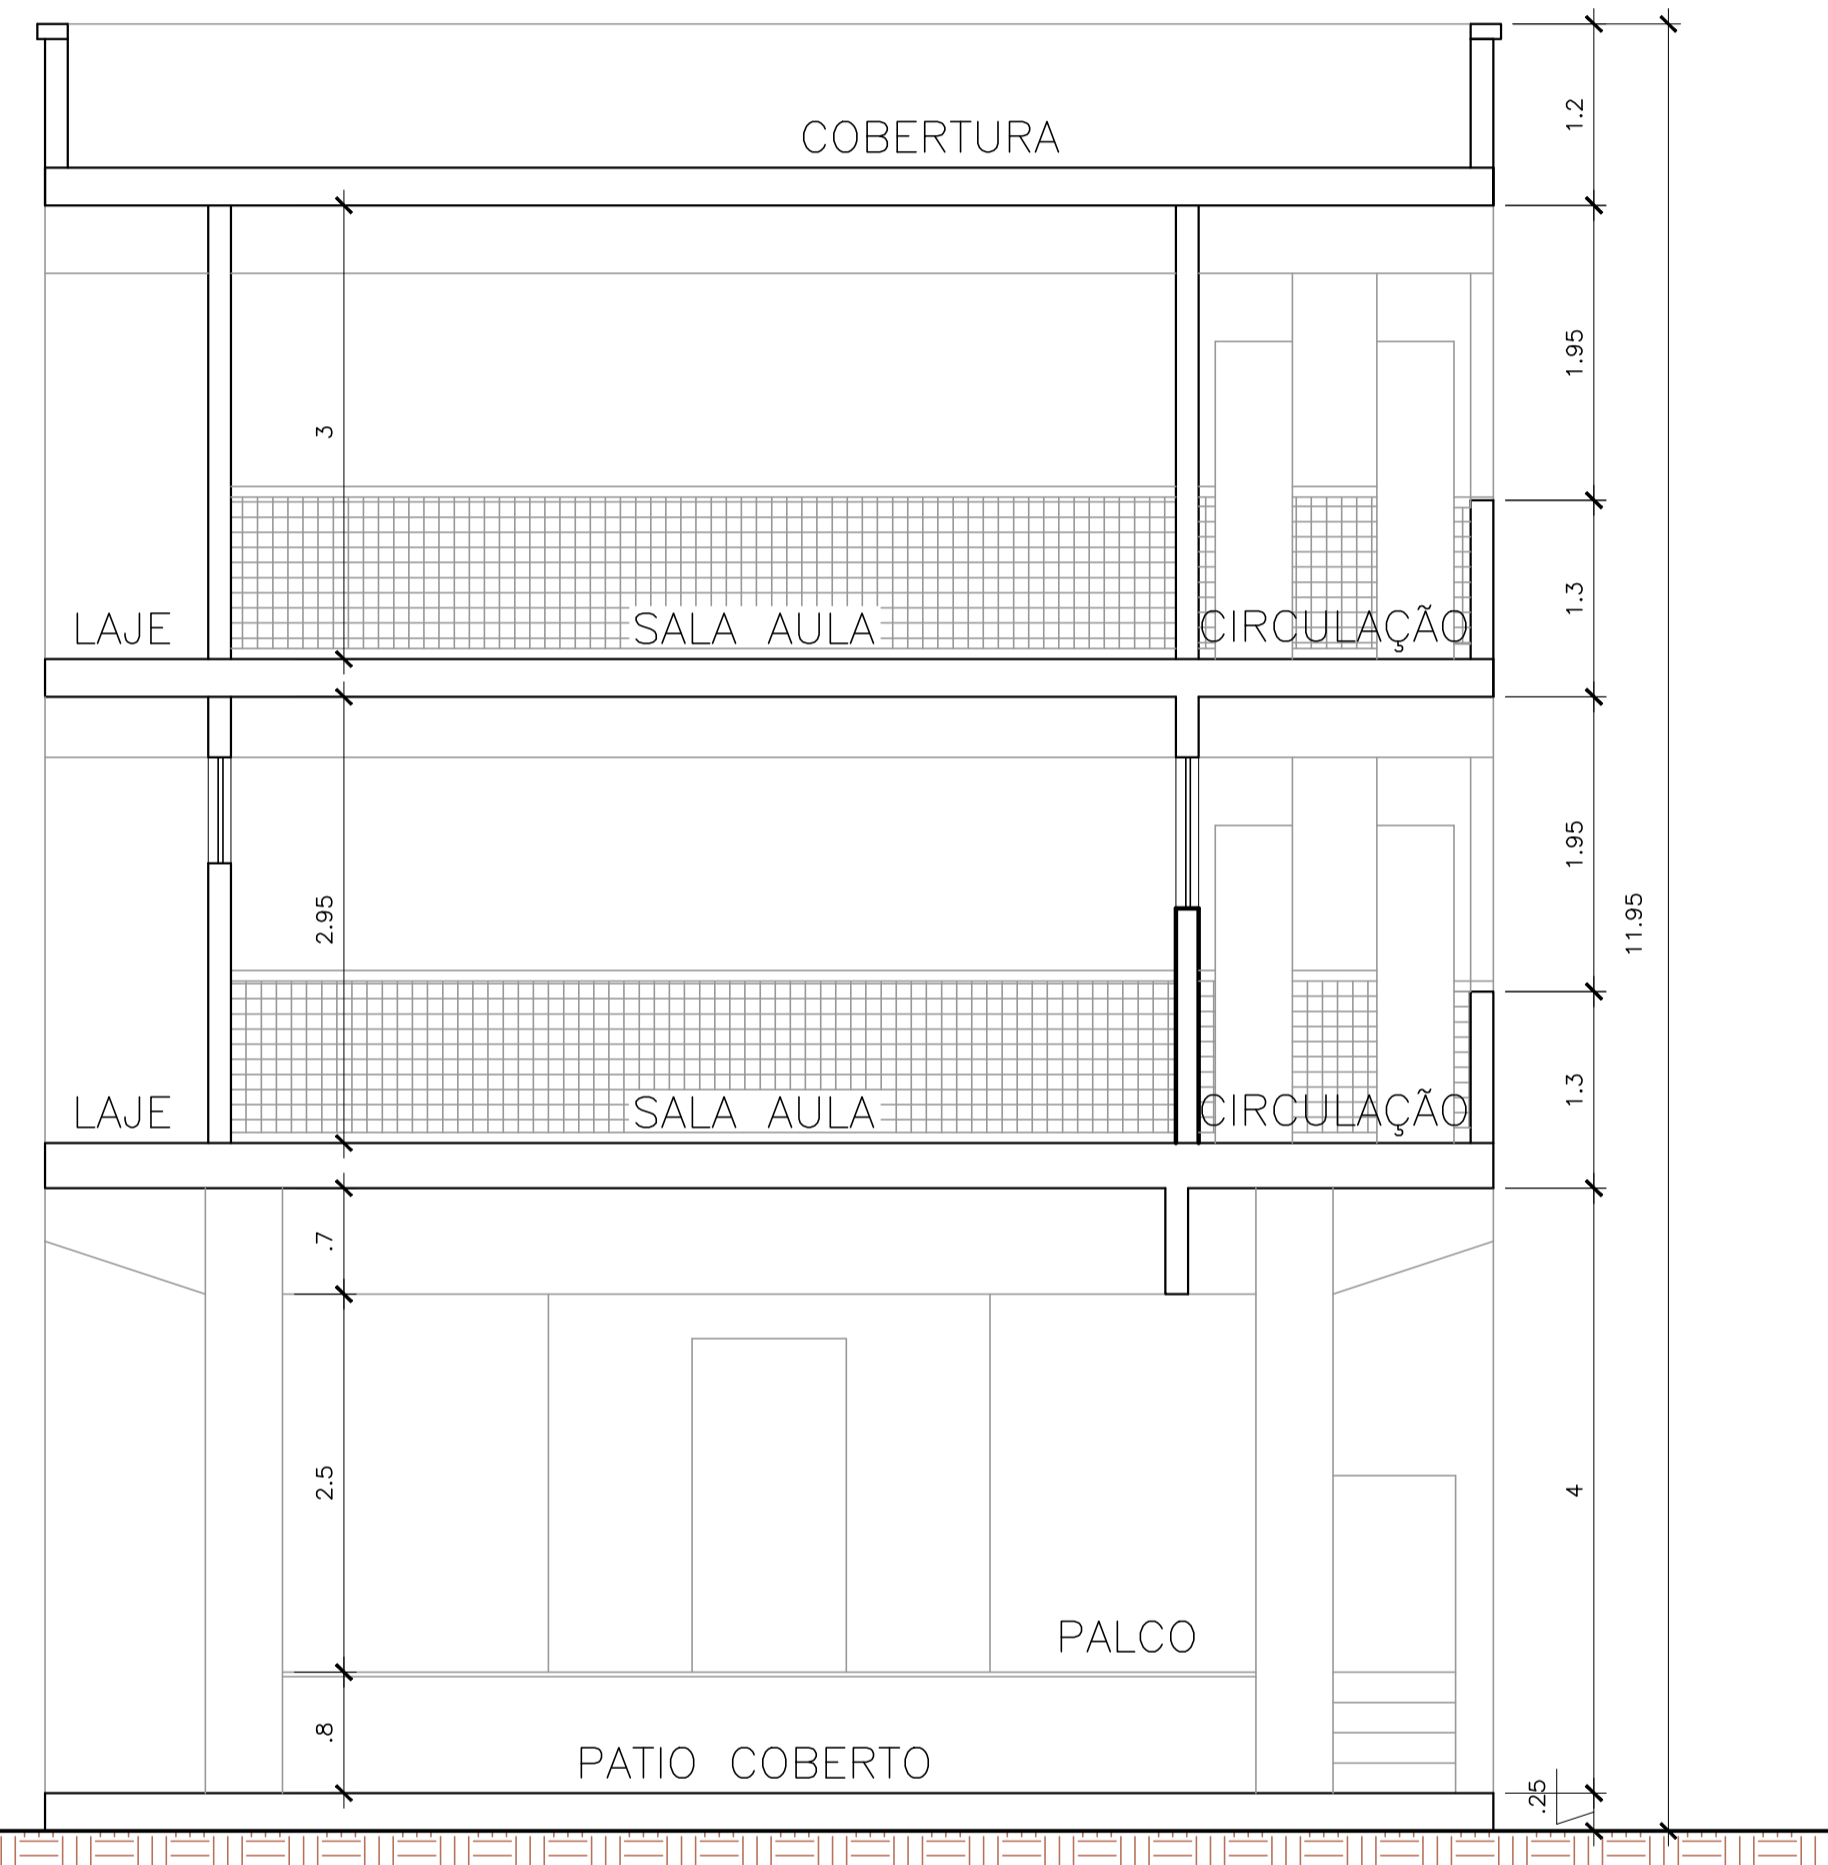 COBERTURA
1.2
1.95
3
1.3
LAJE
SALA AULA
CIRCULAÇÃO
1.95
2.95
11.95
1.3
LAJE
SALA AULA
CIRCULAÇÃO
.7
2.5
4
PALCO
.8
PATIO COBERTO
.25